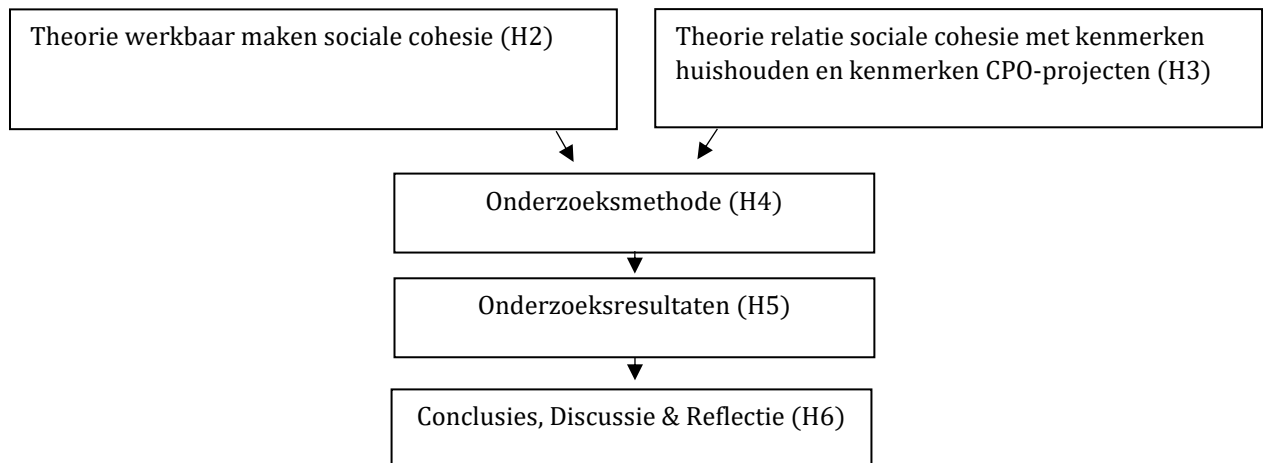 Theorie werkbaar maken sociale cohesie (H2)
Theorie relatie sociale cohesie met kenmerken
huishouden en kenmerken CPO-projecten (H3)
Onderzoeksmethode (H4)
Onderzoeksresultaten (H5)
Conclusies, Discussie & Reflectie (H6)